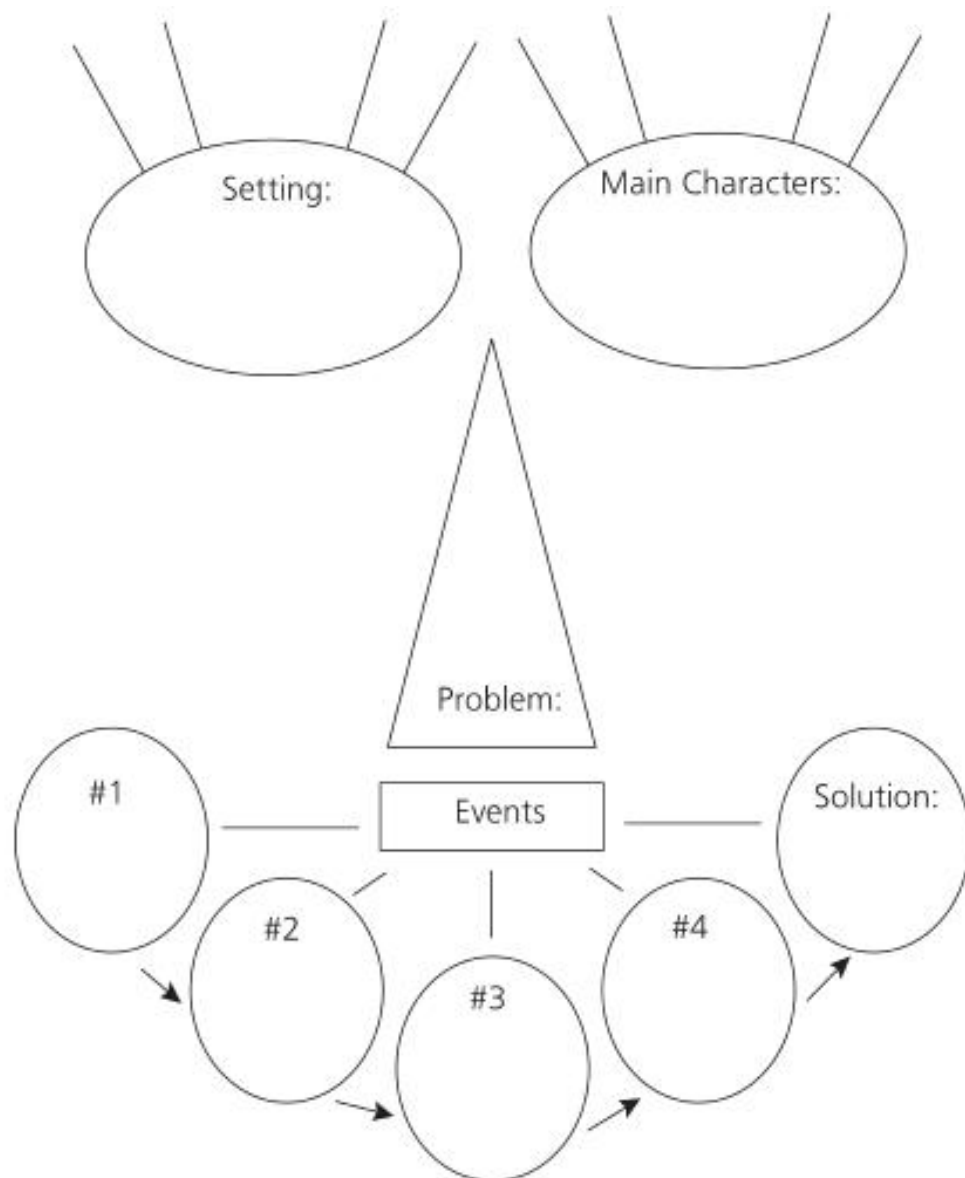 Setting:
Main Characters:
Problem:
Events
#1
#2
#3
#4
Solution: